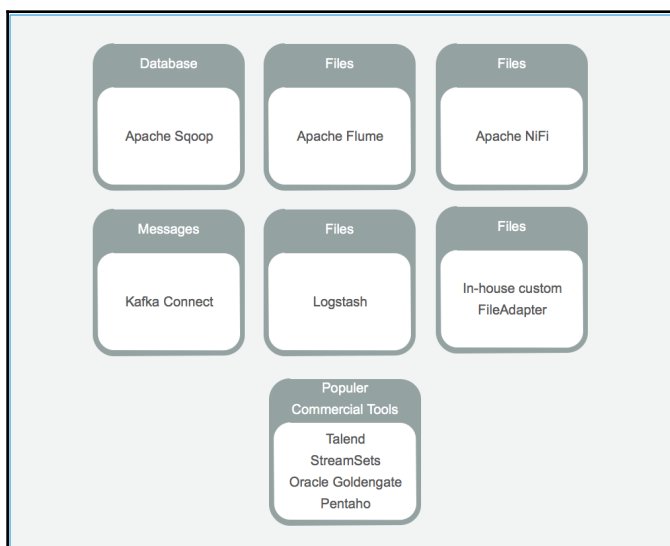 Database
Apache Sqoop
Files
Apache Flume
Files
Apache NiFi
Messages
Kafka Connect
Files
Logstash
Files
In-house custom
FileAdapter
Populer
Commercial Tools
Talend
StreamSets
Oracle Goldengate
Pentaho